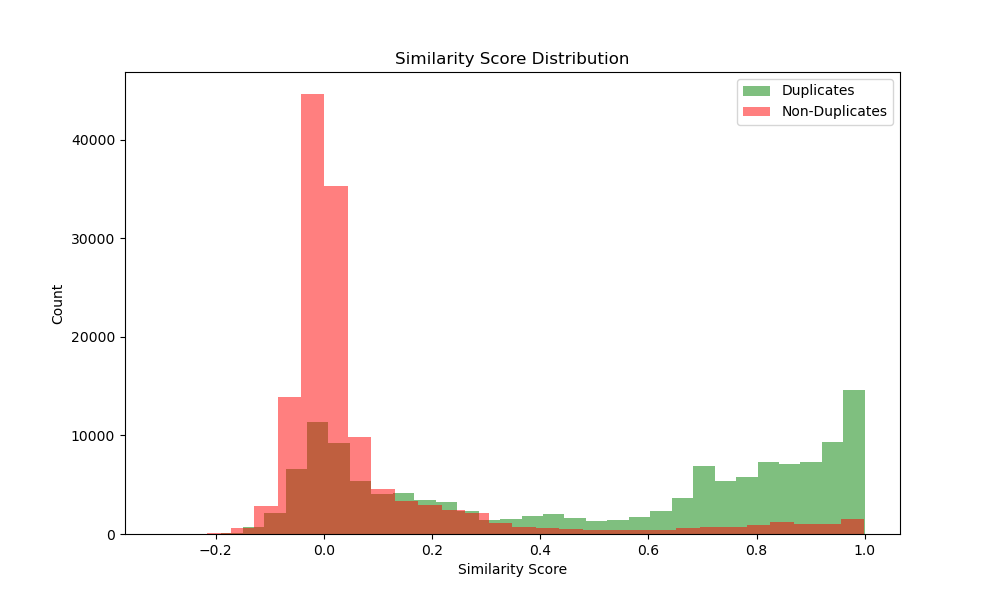 Similarity Score Distribution
Duplicates
Non-Duplicates
Count
40000
30000
20000
10000
0
−0.2 0.0 0.2 0.4 0.6 0.8 1.0
Similarity Score